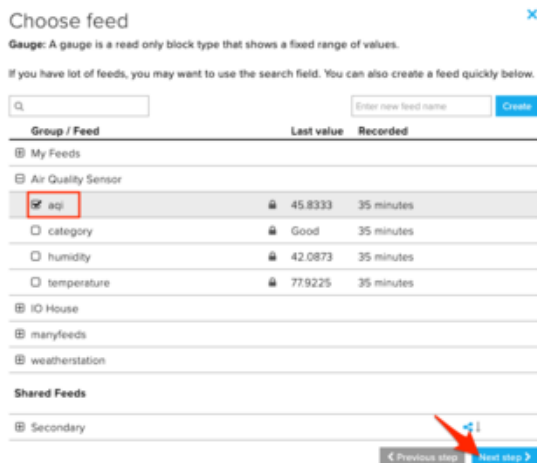 Choose feed
Gauge: A gauge is a read only block type that shows a fixed range of values.
If you have lot of feeds, you may want to use the search field. You can also create a feed quickly below.
Enter new feed name Create
Group / Feed Last value Recorded
My Feeds
Air Quality Sensor
aqi 45.8333 35 minutes
category Good 35 minutes
humidity 42.0873 35 minutes
temperature 77.9225 35 minutes
IO House
manyfeeds
weatherstation
Shared Feeds
Secondary
Previous step Next step